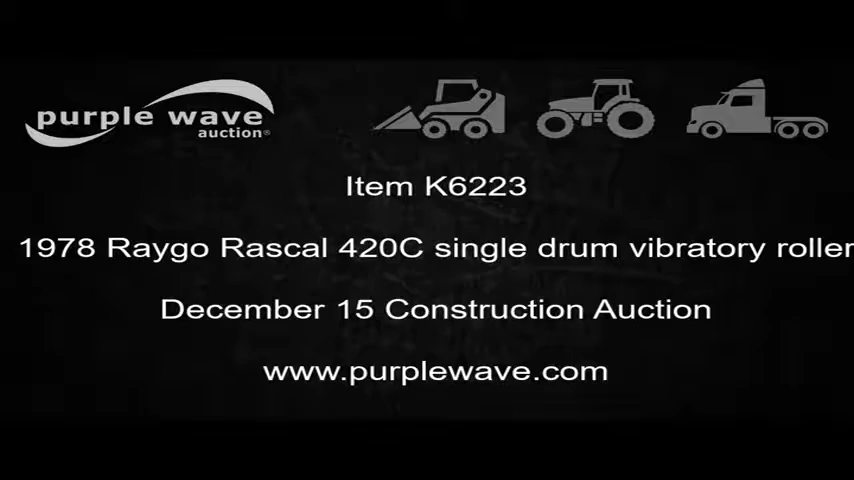 purple wave
auction®
Item K6223
1978 Raygo Rascal 420C single drum vibratory roller
December 15 Construction Auction
www.purplewave.com